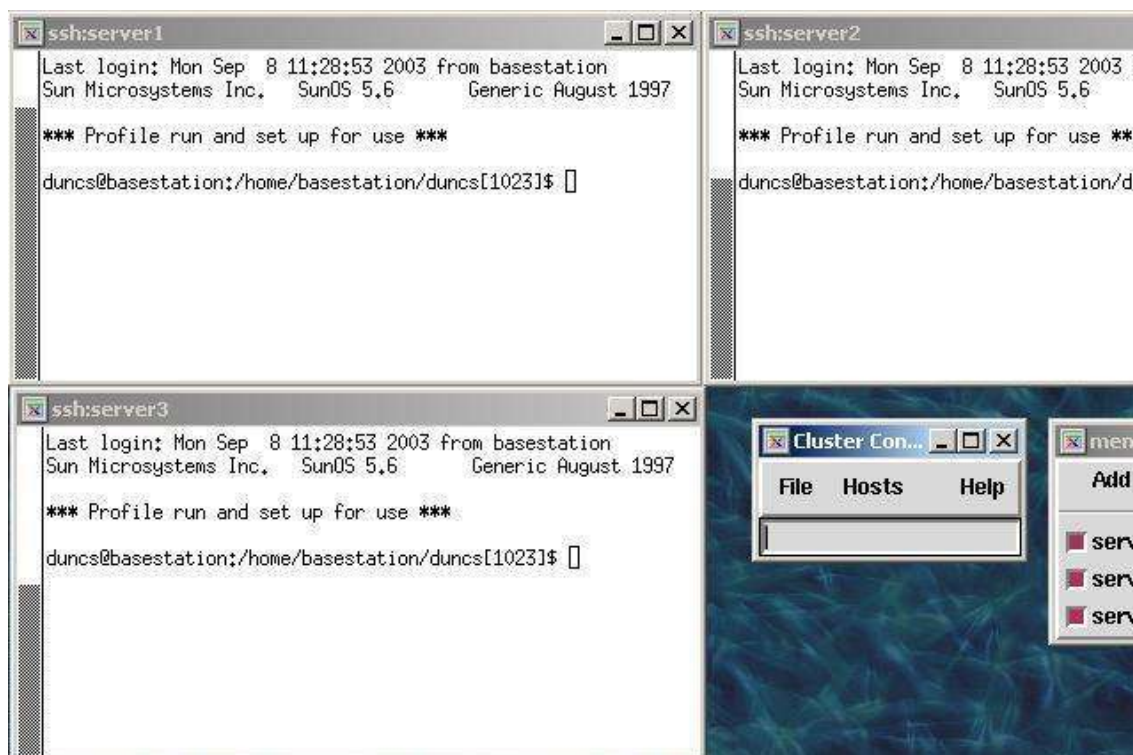 ssh:server1
Last login: Mon Sep  8 11:28:53 2003 from basestation
Sun Microsystems Inc.   SunOS 5.6       Generic August 1997
*** Profile run and set up for use ***
duncs@basestation:/home/basestation/duncs[1023]$
ssh:server2
Last login: Mon Sep  8 11:28:53 2003
Sun Microsystems Inc.   SunOS 5.6
*** Profile run and set up for use **
duncs@basestation:/home/basestation/d
ssh:server3
Last login: Mon Sep  8 11:28:53 2003 from basestation
Sun Microsystems Inc.   SunOS 5.6       Generic August 1997
*** Profile run and set up for use ***
duncs@basestation:/home/basestation/duncs[1023]$
Cluster Con...
File Hosts Help
men
Add
serv
serv
serv